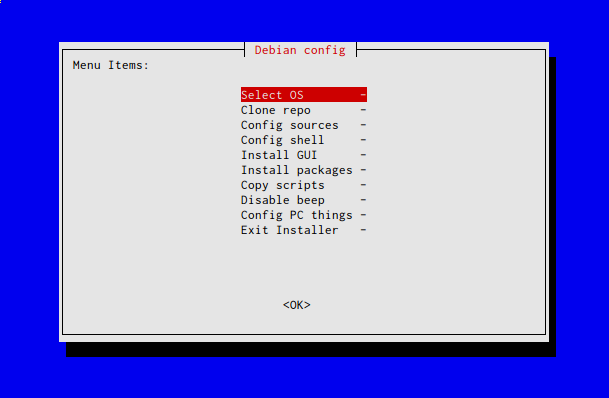 Debian config
Menu Items:
Select OS -
Clone repo -
Config sources -
Config shell -
Install GUI -
Install packages -
Copy scripts -
Disable beep -
Config PC things -
Exit Installer -
<OK>